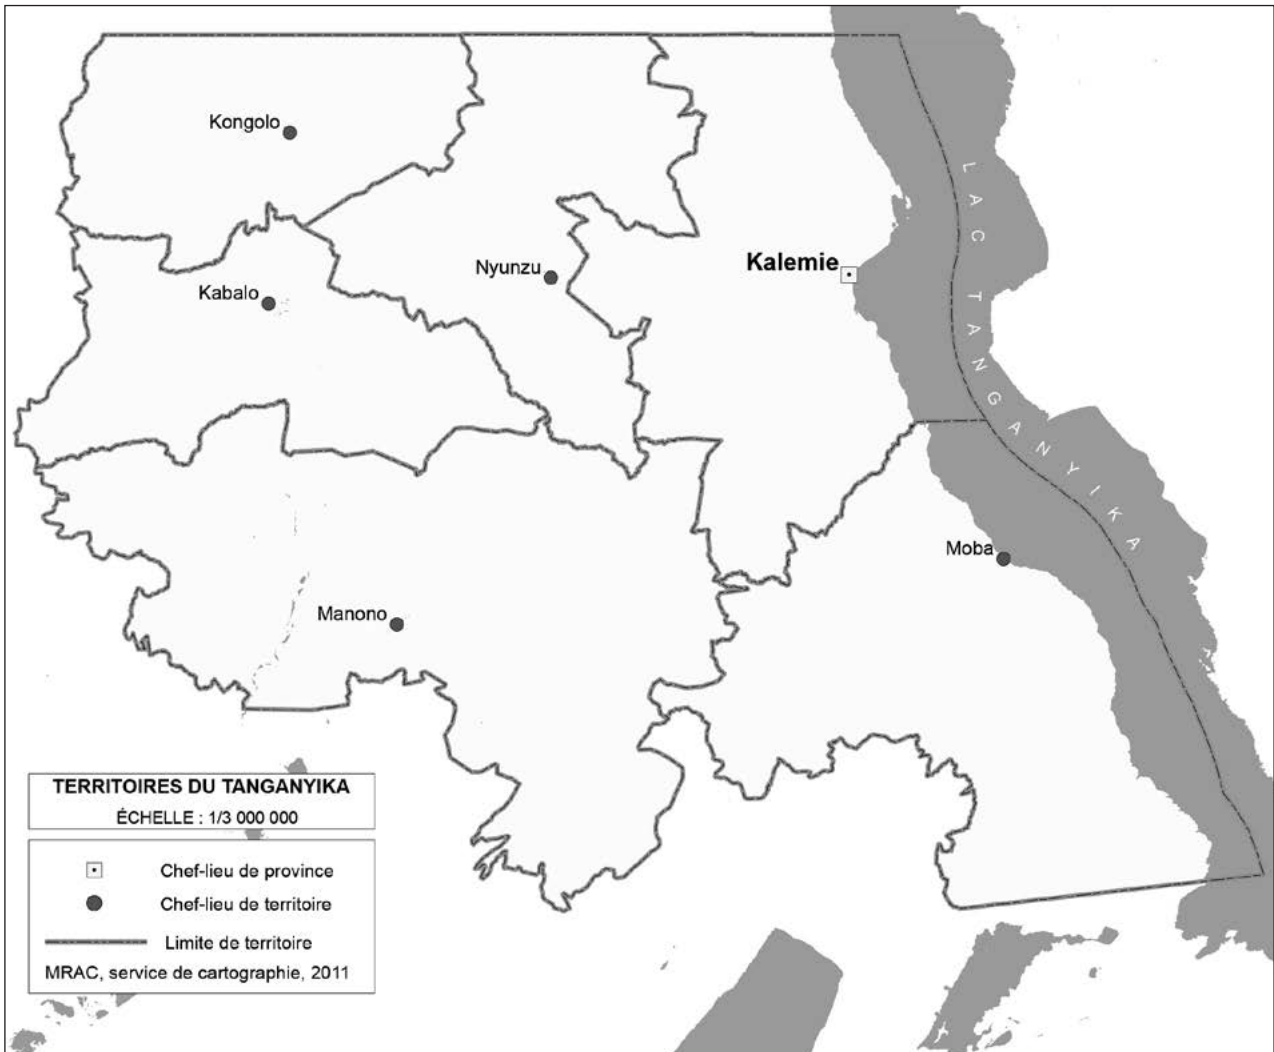 Kongolo
LAC TANGANYIKA
Kalemie
Nyunzu
Kabalo
Moba
Manono
TERRITOIRES DU TANGANYIKA
ÉCHELLE : 1/3 000 000
Chef-lieu de province
Chef-lieu de territoire
Limite de territoire
MRAC, service de cartographie, 2011